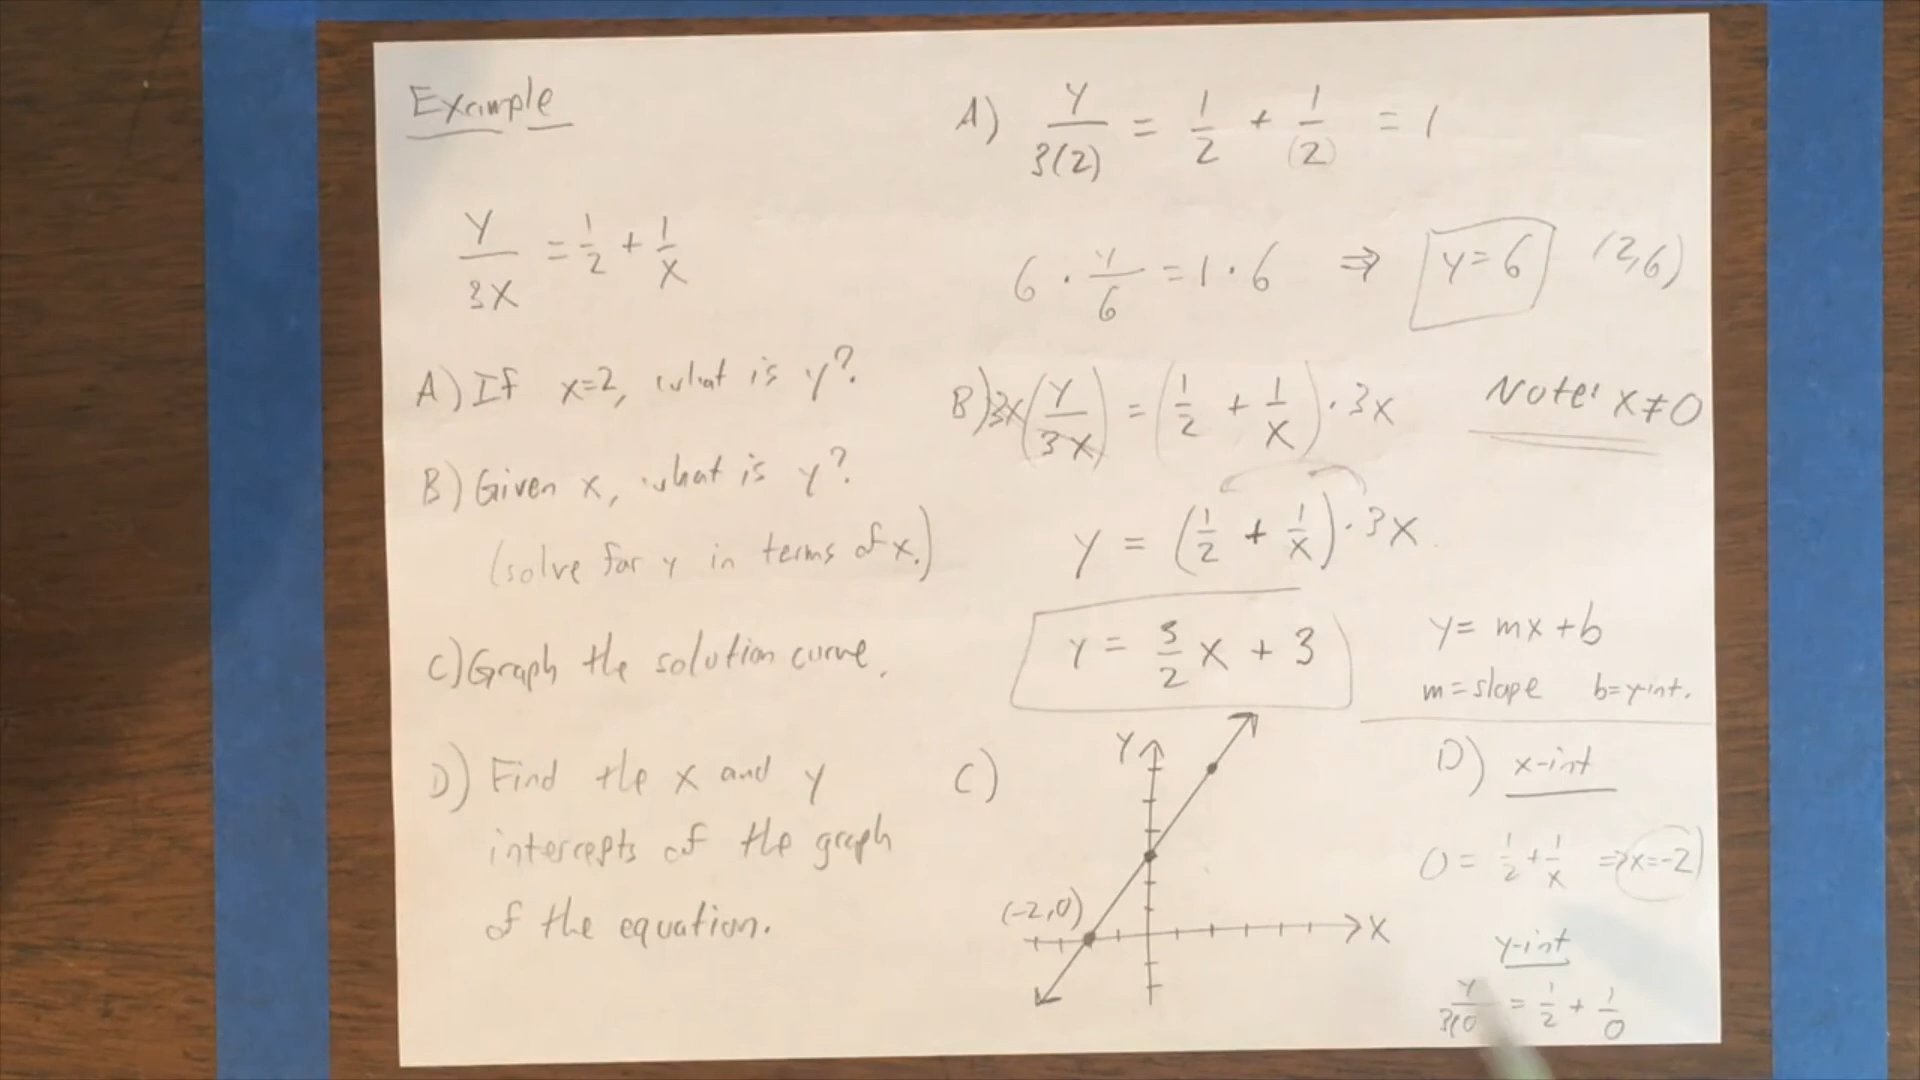 Example
y/3x = 1/2 + 1/x
A) If x=2, what is y?
B) Given x, what is y?
(solve for y in terms of x.)
C) Graph the solution curve.
D) Find the x and y
intercepts of the graph
of the equation.
A) y/3(2) = 1/2 + 1/(2) = 1
6 · y/6 = 1 · 6 ⇒ y=6 (2,6)
B) 3x(y/3x) = (1/2 + 1/x) · 3x Note: x≠0
y = (1/2 + 1/x) · 3x
y = 3/2 x + 3
y = mx + b
m = slope b = y-int.
C)
Y
(-2,0)
X
D) x-int
0 = 1/2 + 1/x ⇒ x=-2
y-int
y/3(0 = 1/2 + 1/0